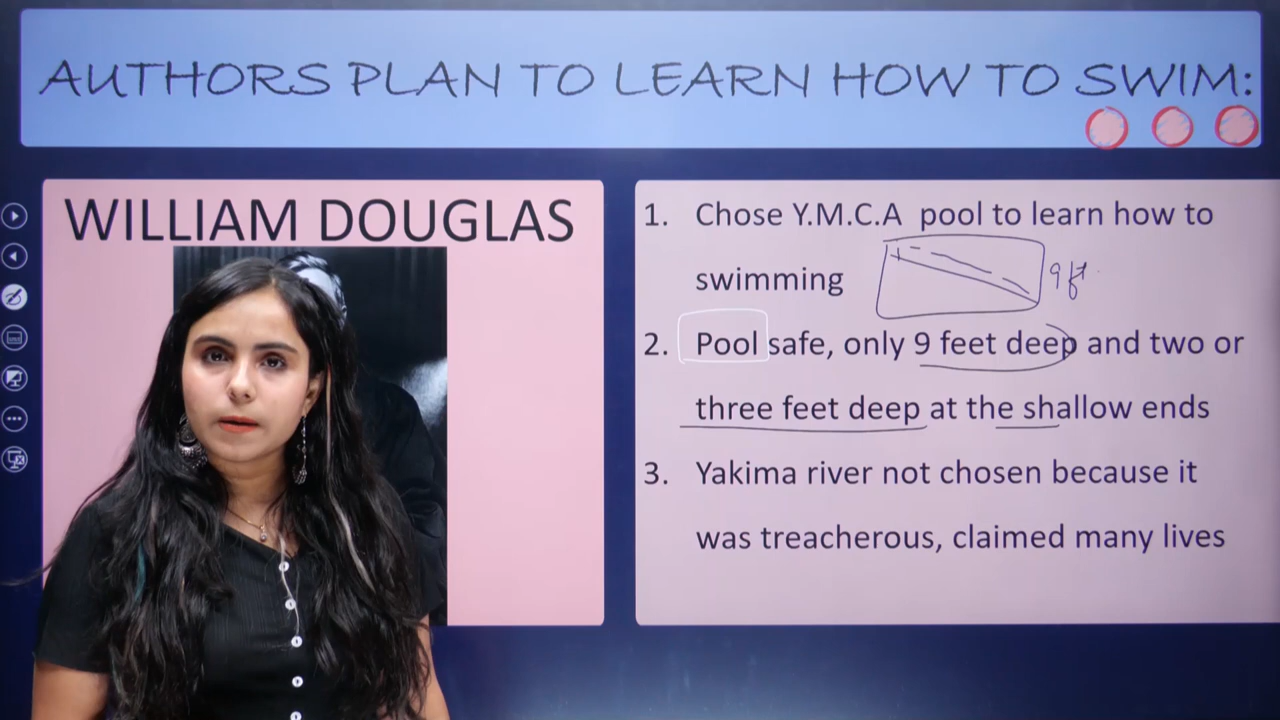 AUTHORS PLAN TO LEARN HOW TO SWIM:
WILLIAM DOUGLAS
1. Chose Y.M.C.A pool to learn how to
swimming
9 ft
2. Pool safe, only 9 feet deep and two or
three feet deep at the shallow ends
3. Yakima river not chosen because it
was treacherous, claimed many lives